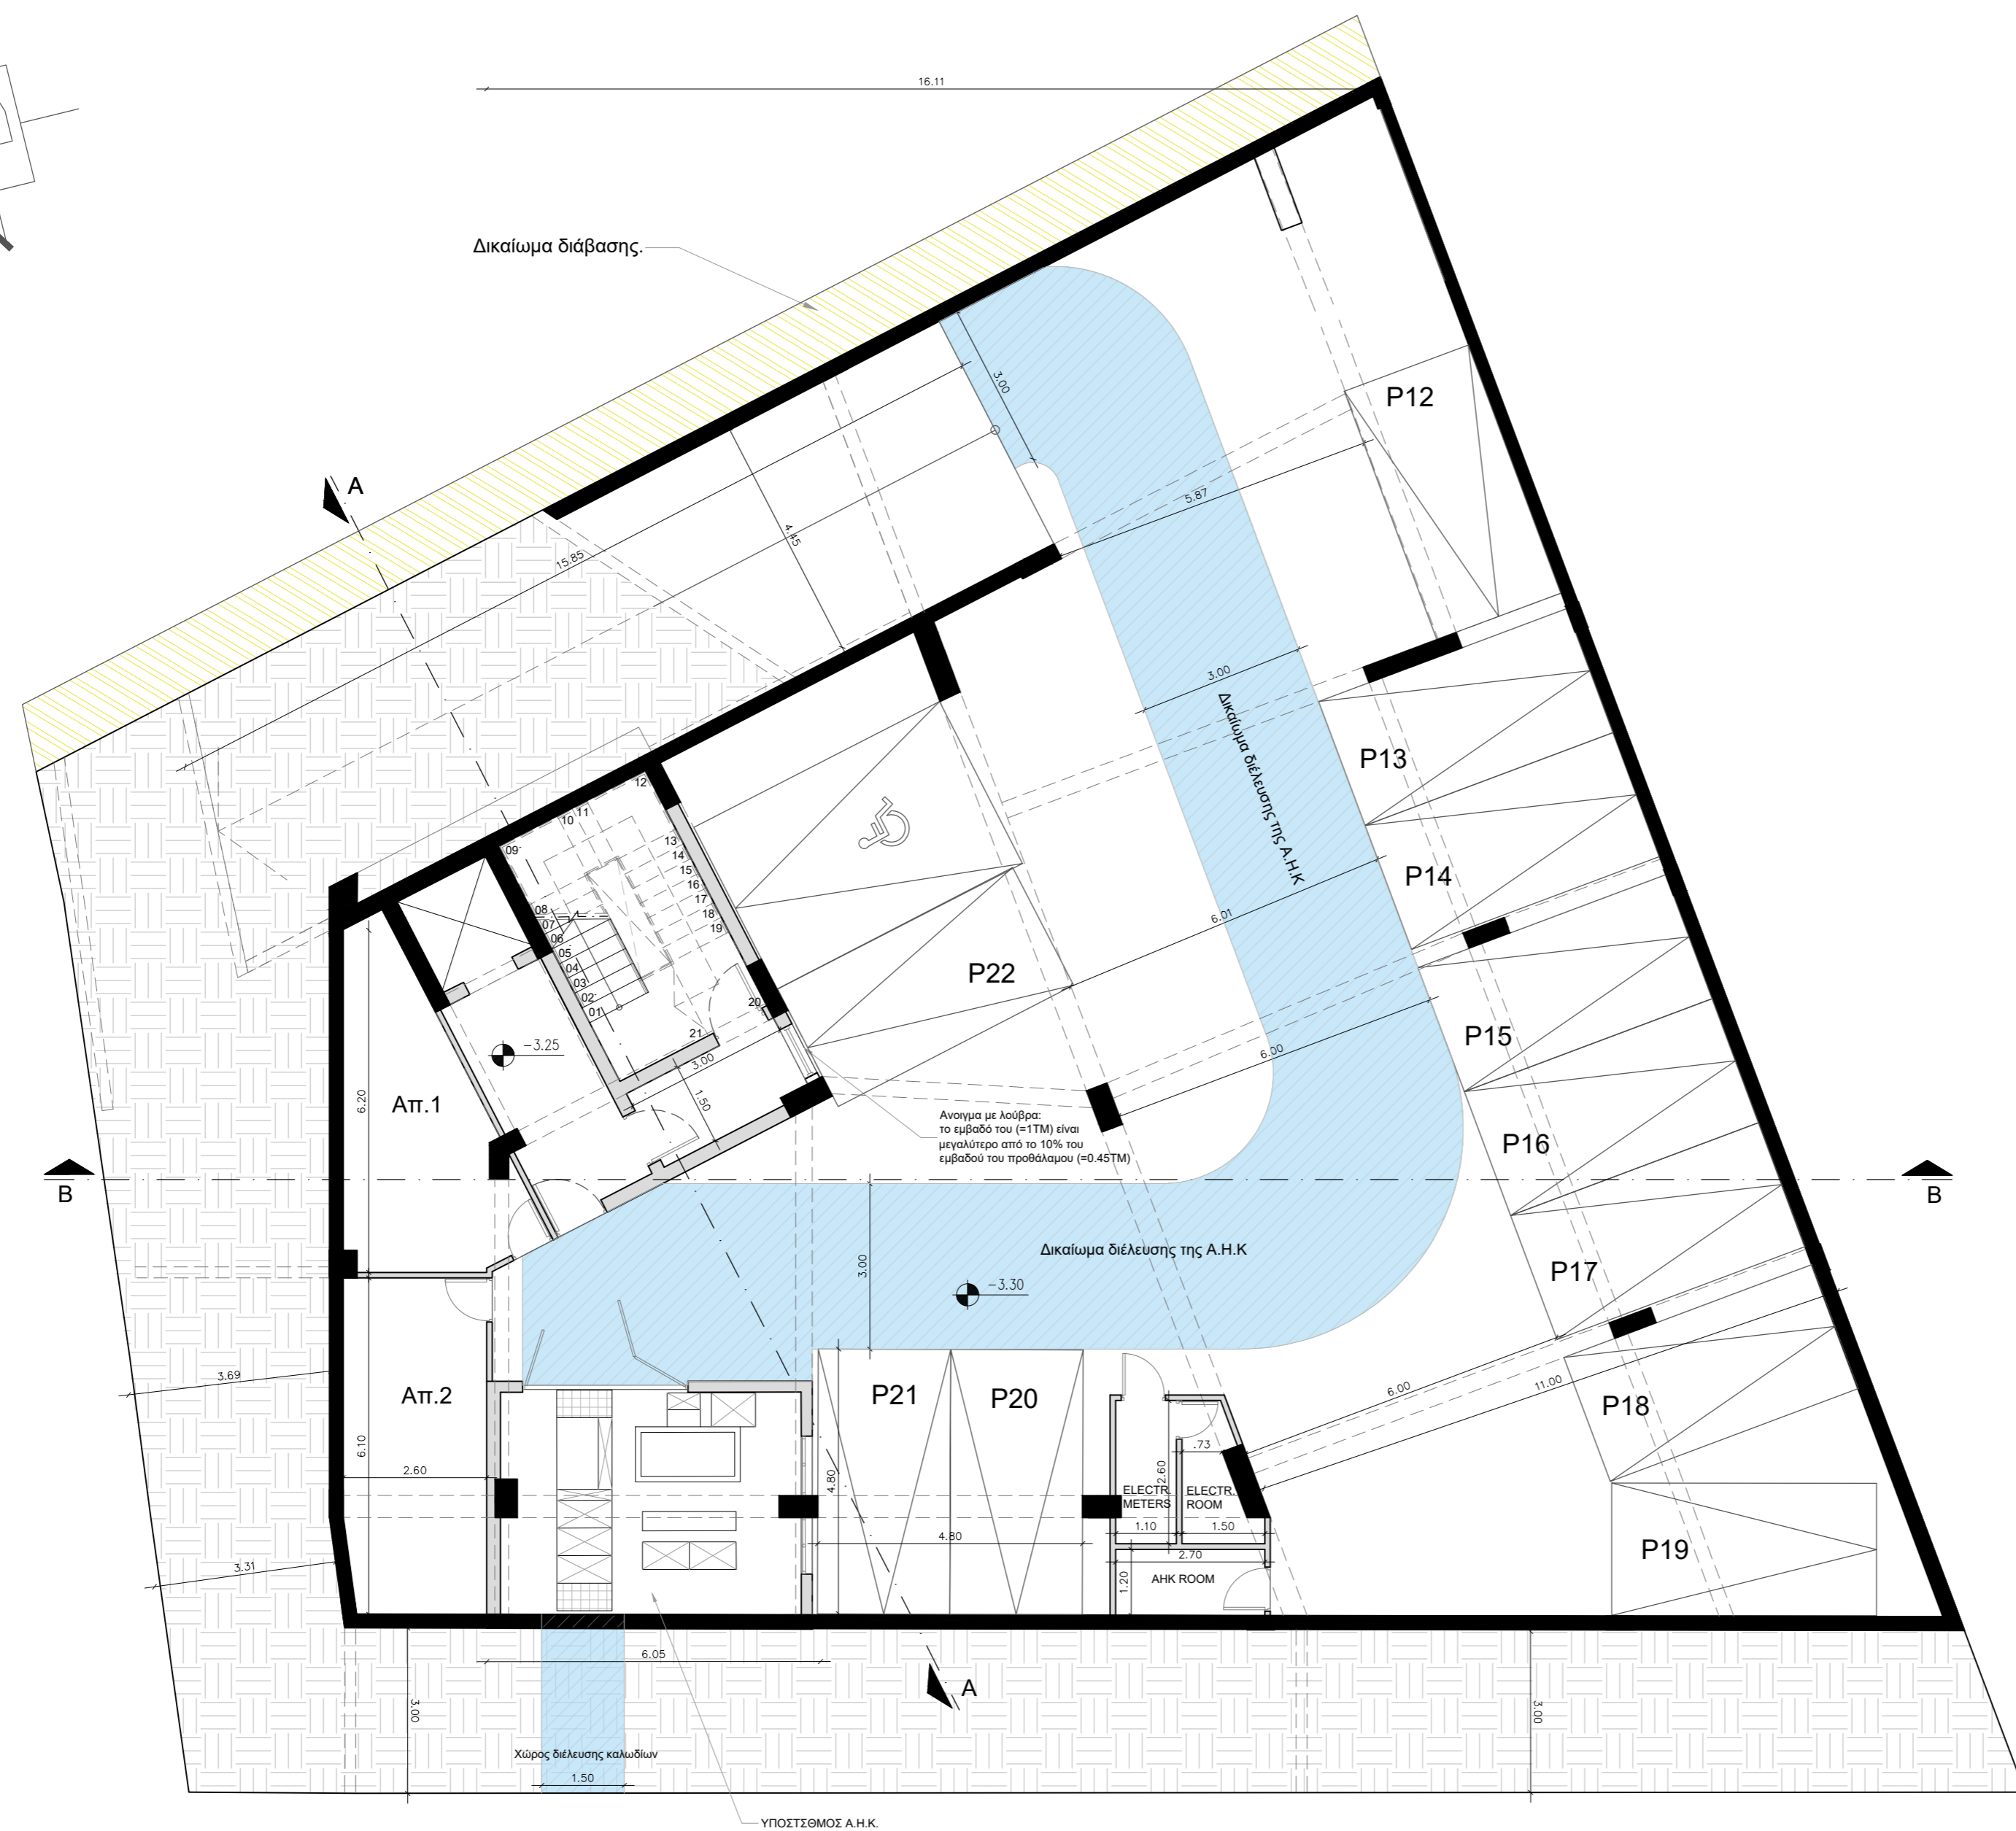 16.11
Δικαίωμα διάβασης.
3.00
P12
A
5.87
4.45
15.85
3.00
Δικαίωμα διέλευσης της Α.Η.Κ
P13
12
11
10
09
13
14
15
16
17
18
19
08
07
06
05
04
03
02
01
20
21
P14
6.01
P22
-3.25
3.00
1.50
P15
6.00
6.20
Απ.1
Ανοιγμα με λούβρα:
το εμβαδό του (=1ΤΜ) είναι
μεγαλύτερο από το 10% του
εμβαδού του προθάλαμου (=0.45ΤΜ)
P16
B
B
Δικαίωμα διέλευσης της Α.Η.Κ
3.00
-3.30
P17
3.69
Απ.2
P21
P20
6.00
11.00
P18
6.10
2.60
4.80
.73
2.60
ELECTR.
METERS
ELECTR.
ROOM
1.10
1.50
4.80
2.70
P19
3.31
1.20
AHK ROOM
6.05
A
3.00
3.00
Χώρος διέλευσης καλωδίων
1.50
ΥΠΟΣΤΣΘΜΟΣ Α.Η.Κ.